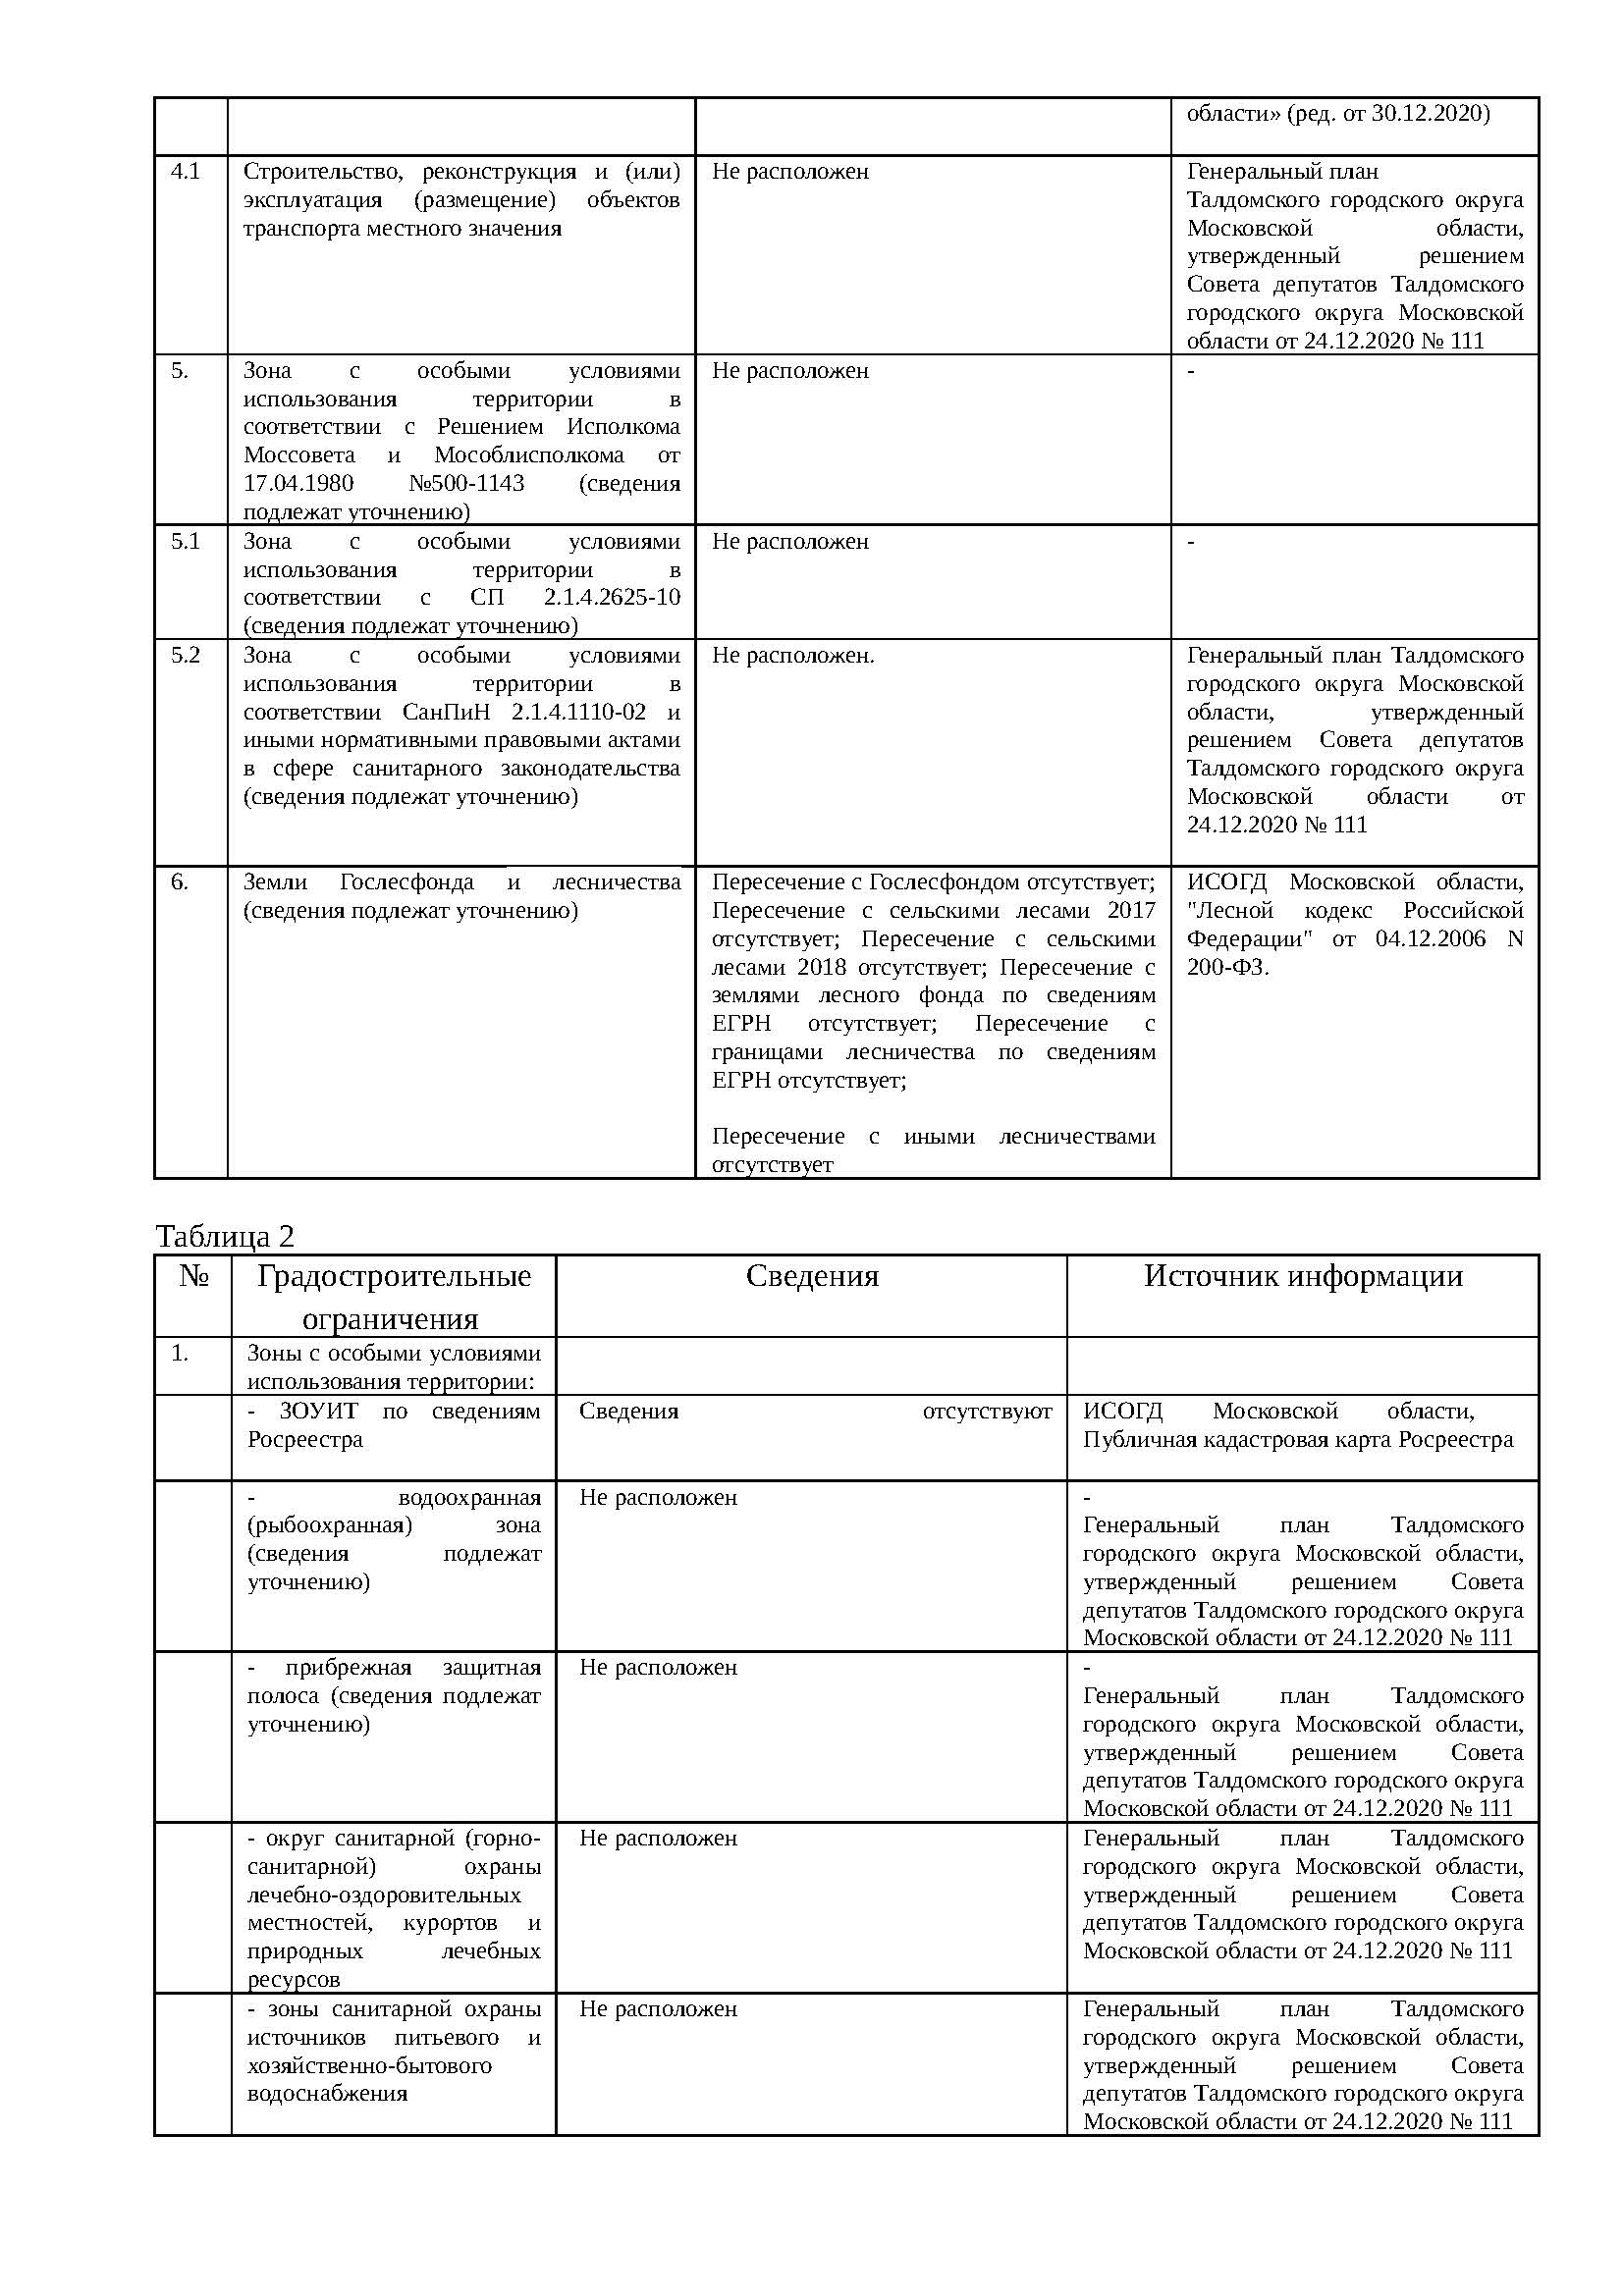 области» (ред. от 30.12.2020)
4.1
Строительство, реконструкция и (или)
эксплуатация (размещение) объектов
транспорта местного значения
Не расположен
Генеральный план
Талдомского городского округа
Московской области,
утвержденный решением
Совета депутатов Талдомского
городского округа Московской
области от 24.12.2020 № 111
5.
Зона с особыми условиями
использования территории в
соответствии с Решением Исполкома
Моссовета и Мособлисполкома от
17.04.1980 №500-1143 (сведения
подлежат уточнению)
Не расположен
-
5.1
Зона с особыми условиями
использования территории в
соответствии с СП 2.1.4.2625-10
(сведения подлежат уточнению)
Не расположен
-
5.2
Зона с особыми условиями
использования территории в
соответствии СанПиН 2.1.4.1110-02 и
иными нормативными правовыми актами
в сфере санитарного законодательства
(сведения подлежат уточнению)
Не расположен.
Генеральный план Талдомского
городского округа Московской
области, утвержденный
решением Совета депутатов
Талдомского городского округа
Московской области от
24.12.2020 № 111
6.
Земли Гослесфонда и лесничества
(сведения подлежат уточнению)
Пересечение с Гослесфондом отсутствует;
Пересечение с сельскими лесами 2017
отсутствует; Пересечение с сельскими
лесами 2018 отсутствует; Пересечение с
землями лесного фонда по сведениям
ЕГРН отсутствует; Пересечение с
границами лесничества по сведениям
ЕГРН отсутствует;
Пересечение с иными лесничествами
отсутствует
ИСОГД Московской области,
"Лесной кодекс Российской
Федерации" от 04.12.2006 N
200-ФЗ.
Таблица 2
№
Градостроительные
ограничения
Сведения
Источник информации
1.
Зоны с особыми условиями
использования территории:
- ЗОУИТ по сведениям
Росреестра
Сведения отсутствуют
ИСОГД Московской области,
Публичная кадастровая карта Росреестра
- водоохранная
(рыбоохранная) зона
(сведения подлежат
уточнению)
Не расположен
-
Генеральный план Талдомского
городского округа Московской области,
утвержденный решением Совета
депутатов Талдомского городского округа
Московской области от 24.12.2020 № 111
- прибрежная защитная
полоса (сведения подлежат
уточнению)
Не расположен
-
Генеральный план Талдомского
городского округа Московской области,
утвержденный решением Совета
депутатов Талдомского городского округа
Московской области от 24.12.2020 № 111
- округ санитарной (горно-
санитарной) охраны
лечебно-оздоровительных
местностей, курортов и
природных лечебных
ресурсов
Не расположен
Генеральный план Талдомского
городского округа Московской области,
утвержденный решением Совета
депутатов Талдомского городского округа
Московской области от 24.12.2020 № 111
- зоны санитарной охраны
источников питьевого и
хозяйственно-бытового
водоснабжения
Не расположен
Генеральный план Талдомского
городского округа Московской области,
утвержденный решением Совета
депутатов Талдомского городского округа
Московской области от 24.12.2020 № 111